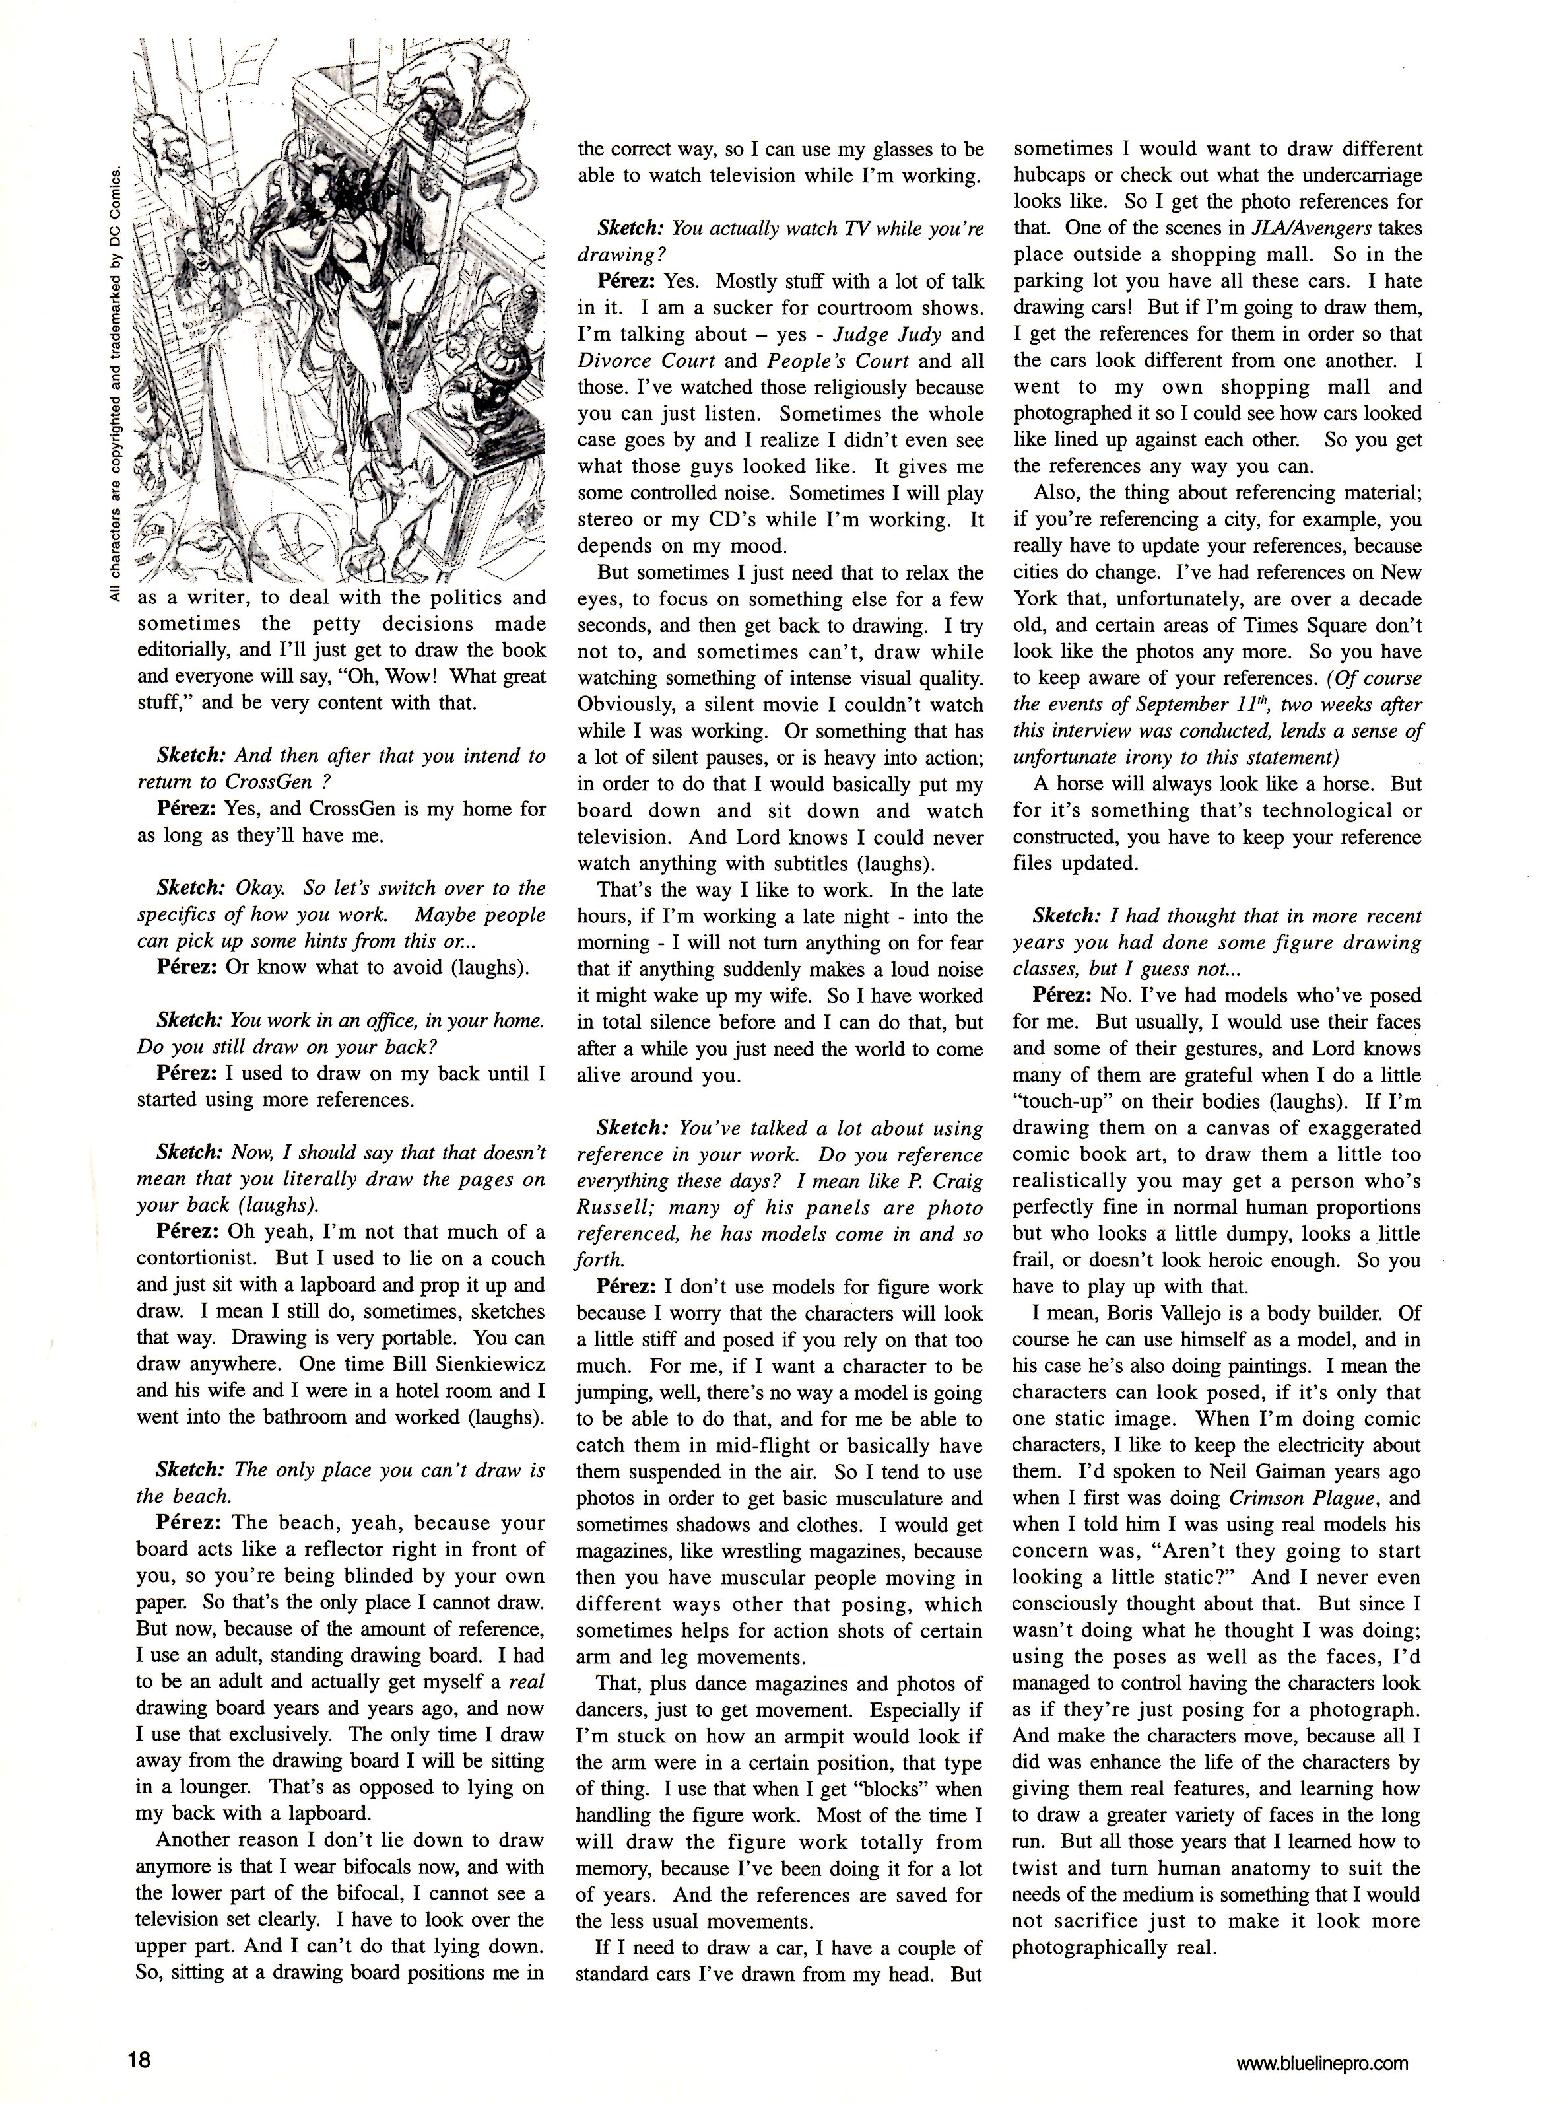 All characters are copyrighted and trademarked by DC Comics.
as a writer, to deal with the politics and
sometimes the petty decisions made
editorially, and I'll just get to draw the book
and everyone will say, “Oh, Wow! What great
stuff,” and be very content with that.
Sketch: And then after that you intend to
return to CrossGen ?
Pérez: Yes, and CrossGen is my home for
as long as they'll have me.
Sketch: Okay. So let's switch over to the
specifics of how you work. Maybe people
can pick up some hints from this or...
Pérez: Or know what to avoid (laughs).
Sketch: You work in an office, in your home.
Do you still draw on your back?
Pérez: I used to draw on my back until I
started using more references.
Sketch: Now, I should say that that doesn't
mean that you literally draw the pages on
your back (laughs).
Pérez: Oh yeah, I'm not that much of a
contortionist. But I used to lie on a couch
and just sit with a lapboard and prop it up and
draw. I mean I still do, sometimes, sketches
that way. Drawing is very portable. You can
draw anywhere. One time Bill Sienkiewicz
and his wife and I were in a hotel room and I
went into the bathroom and worked (laughs).
Sketch: The only place you can't draw is
the beach.
Pérez: The beach, yeah, because your
board acts like a reflector right in front of
you, so you're being blinded by your own
paper. So that's the only place I cannot draw.
But now, because of the amount of reference,
I use an adult, standing drawing board. I had
to be an adult and actually get myself a real
drawing board years and years ago, and now
I use that exclusively. The only time I draw
away from the drawing board I will be sitting
in a lounger. That's as opposed to lying on
my back with a lapboard.
Another reason I don't lie down to draw
anymore is that I wear bifocals now, and with
the lower part of the bifocal, I cannot see a
television set clearly. I have to look over the
upper part. And I can't do that lying down.
So, sitting at a drawing board positions me in
the correct way, so I can use my glasses to be
able to watch television while I'm working.
Sketch: You actually watch TV while you're
drawing?
Pérez: Yes. Mostly stuff with a lot of talk
in it. I am a sucker for courtroom shows.
I'm talking about – yes - Judge Judy and
Divorce Court and People's Court and all
those. I've watched those religiously because
you can just listen. Sometimes the whole
case goes by and I realize I didn't even see
what those guys looked like. It gives me
some controlled noise. Sometimes I will play
stereo or my CD's while I'm working. It
depends on my mood.
But sometimes I just need that to relax the
eyes, to focus on something else for a few
seconds, and then get back to drawing. I try
not to, and sometimes can't, draw while
watching something of intense visual quality.
Obviously, a silent movie I couldn't watch
while I was working. Or something that has
a lot of silent pauses, or is heavy into action;
in order to do that I would basically put my
board down and sit down and watch
television. And Lord knows I could never
watch anything with subtitles (laughs).
That's the way I like to work. In the late
hours, if I'm working a late night - into the
morning - I will not turn anything on for fear
that if anything suddenly makes a loud noise
it might wake up my wife. So I have worked
in total silence before and I can do that, but
after a while you just need the world to come
alive around you.
Sketch: You've talked a lot about using
reference in your work. Do you reference
everything these days? I mean like P. Craig
Russell; many of his panels are photo
referenced, he has models come in and so
forth.
Pérez: I don't use models for figure work
because I worry that the characters will look
a little stiff and posed if you rely on that too
much. For me, if I want a character to be
jumping, well, there's no way a model is going
to be able to do that, and for me be able to
catch them in mid-flight or basically have
them suspended in the air. So I tend to use
photos in order to get basic musculature and
sometimes shadows and clothes. I would get
magazines, like wrestling magazines, because
then you have muscular people moving in
different ways other that posing, which
sometimes helps for action shots of certain
arm and leg movements.
That, plus dance magazines and photos of
dancers, just to get movement. Especially if
I'm stuck on how an armpit would look if
the arm were in a certain position, that type
of thing. I use that when I get “blocks” when
handling the figure work. Most of the time I
will draw the figure work totally from
memory, because I've been doing it for a lot
of years. And the references are saved for
the less usual movements.
If I need to draw a car, I have a couple of
standard cars I've drawn from my head. But
sometimes I would want to draw different
hubcaps or check out what the undercarriage
looks like. So I get the photo references for
that. One of the scenes in JLA/Avengers takes
place outside a shopping mall. So in the
parking lot you have all these cars. I hate
drawing cars! But if I'm going to draw them,
I get the references for them in order so that
the cars look different from one another. I
went to my own shopping mall and
photographed it so I could see how cars looked
like lined up against each other. So you get
the references any way you can.
Also, the thing about referencing material;
if you're referencing a city, for example, you
really have to update your references, because
cities do change. I've had references on New
York that, unfortunately, are over a decade
old, and certain areas of Times Square don't
look like the photos any more. So you have
to keep aware of your references. (Of course
the events of September 11th, two weeks after
this interview was conducted, lends a sense of
unfortunate irony to this statement)
A horse will always look like a horse. But
for it's something that's technological or
constructed, you have to keep your reference
files updated.
Sketch: I had thought that in more recent
years you had done some figure drawing
classes, but I guess not...
Pérez: No. I've had models who've posed
for me. But usually, I would use their faces
and some of their gestures, and Lord knows
many of them are grateful when I do a little
“touch-up” on their bodies (laughs). If I'm
drawing them on a canvas of exaggerated
comic book art, to draw them a little too
realistically you may get a person who's
perfectly fine in normal human proportions
but who looks a little dumpy, looks a little
frail, or doesn't look heroic enough. So you
have to play up with that.
I mean, Boris Vallejo is a body builder. Of
course he can use himself as a model, and in
his case he's also doing paintings. I mean the
characters can look posed, if it's only that
one static image. When I'm doing comic
characters, I like to keep the electricity about
them. I'd spoken to Neil Gaiman years ago
when I first was doing Crimson Plague, and
when I told him I was using real models his
concern was, “Aren't they going to start
looking a little static?” And I never even
consciously thought about that. But since I
wasn't doing what he thought I was doing;
using the poses as well as the faces, I'd
managed to control having the characters look
as if they're just posing for a photograph.
And make the characters move, because all I
did was enhance the life of the characters by
giving them real features, and learning how
to draw a greater variety of faces in the long
run. But all those years that I learned how to
twist and turn human anatomy to suit the
needs of the medium is something that I would
not sacrifice just to make it look more
photographically real.
18
www.bluelinepro.com